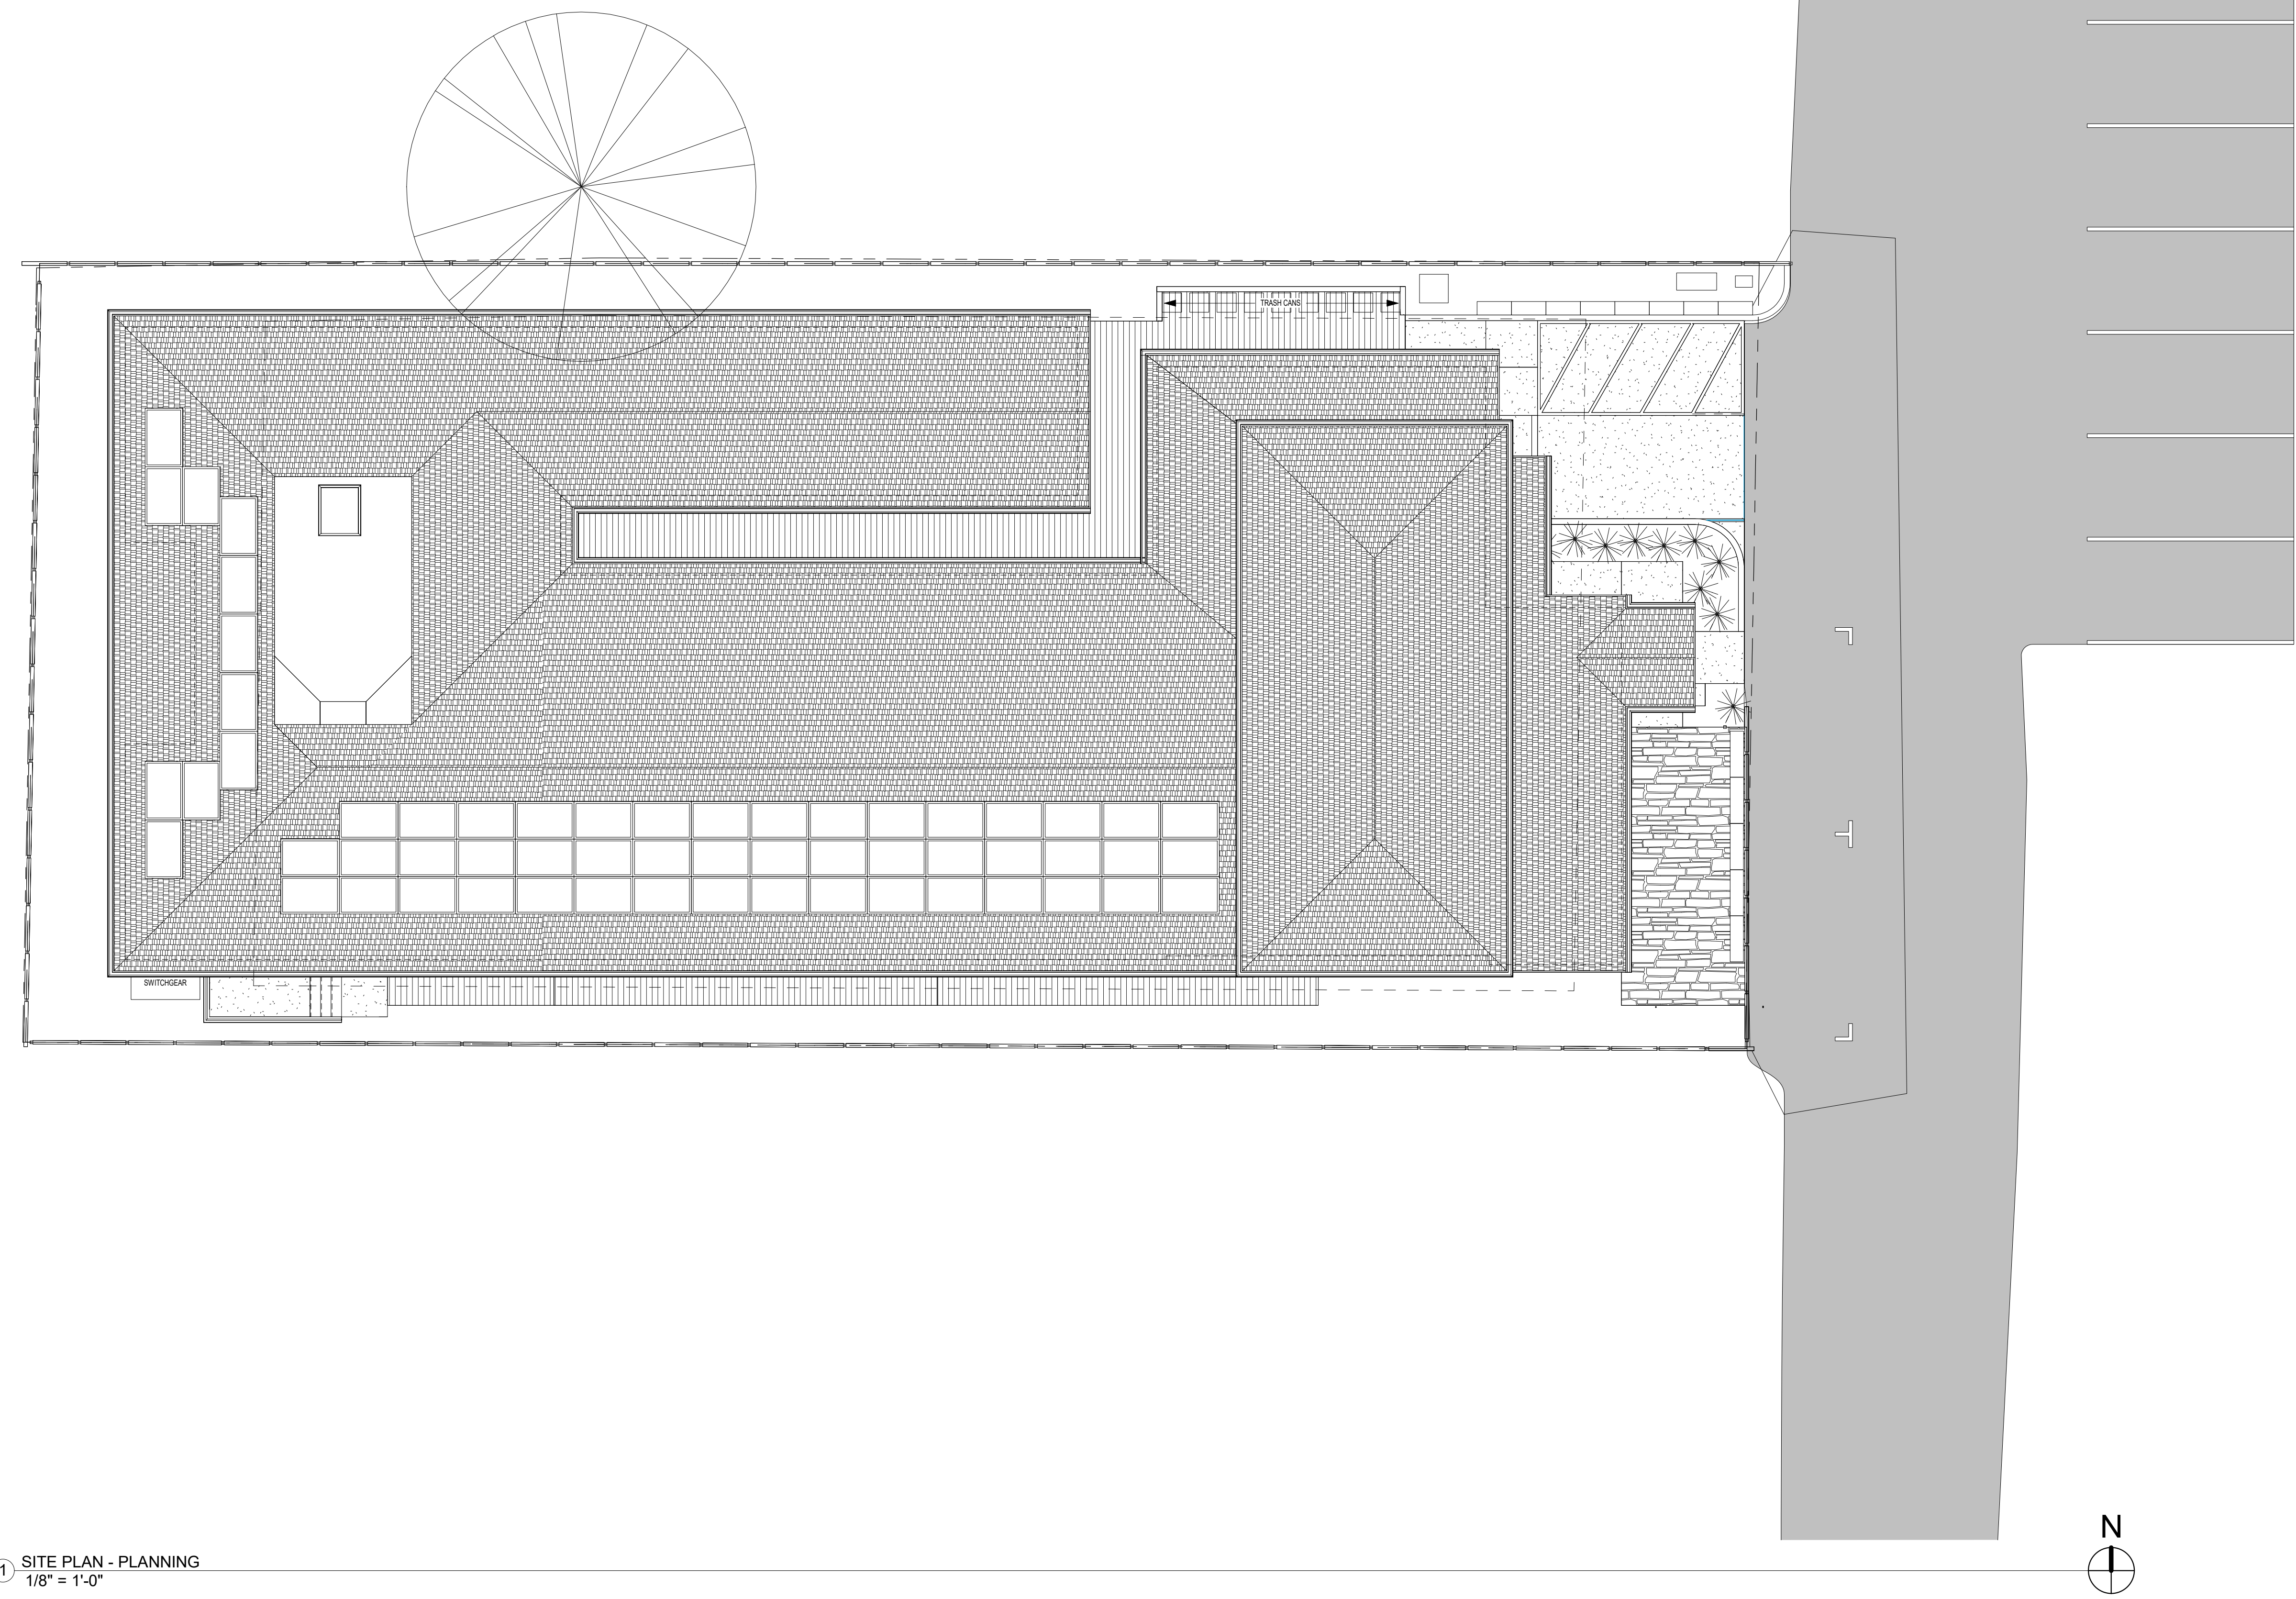 TRASH CANS
SWITCHGEAR
N
1
SITE PLAN - PLANNING
1/8" = 1'-0"